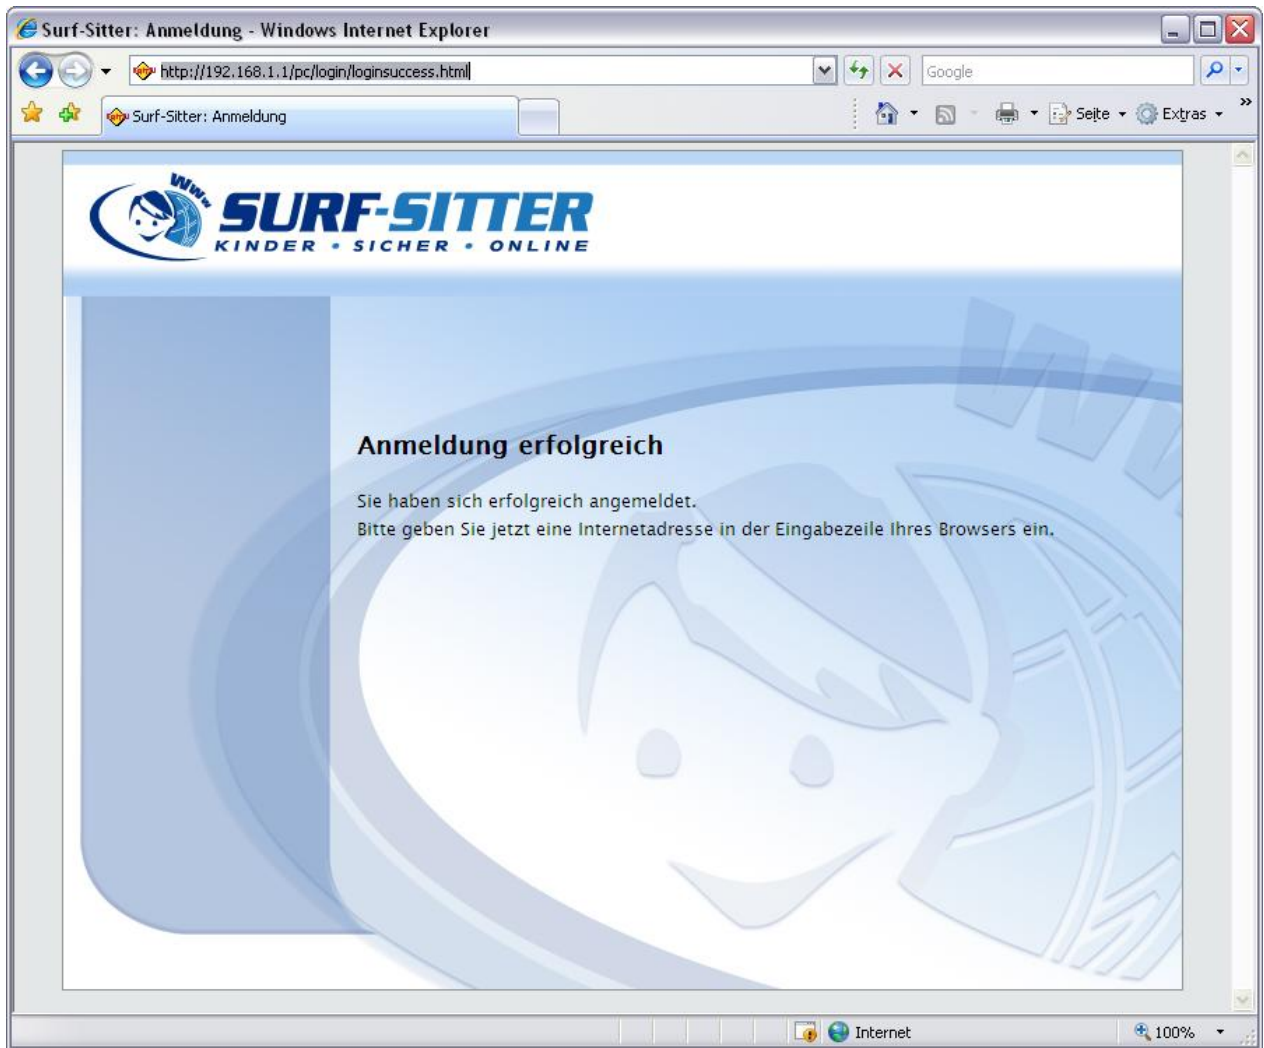 Surf-Sitter: Anmeldung - Windows Internet Explorer
http://192.168.1.1/pc/login/loginsuccess.html
Google
Surf-Sitter: Anmeldung
Seite
Extras
www
SURF-SITTER
KINDER • SICHER • ONLINE
Anmeldung erfolgreich
Sie haben sich erfolgreich angemeldet.
Bitte geben Sie jetzt eine Internetadresse in der Eingabezeile Ihres Browsers ein.
Internet
100%